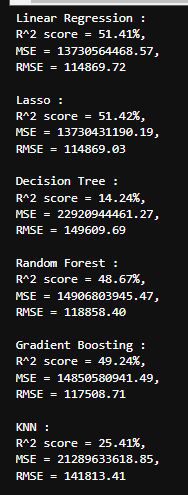 Linear Regression :
R^2 score = 51.41%,
MSE = 13730564468.57,
RMSE = 114869.72
Lasso :
R^2 score = 51.42%,
MSE = 13730431190.19,
RMSE = 114869.03
Decision Tree :
R^2 score = 14.24%,
MSE = 22920944461.27,
RMSE = 149609.69
Random Forest :
R^2 score = 48.67%,
MSE = 14906803945.47,
RMSE = 118858.40
Gradient Boosting :
R^2 score = 49.24%,
MSE = 14850580941.49,
RMSE = 117508.71
KNN :
R^2 score = 25.41%,
MSE = 21289633618.85,
RMSE = 141813.41